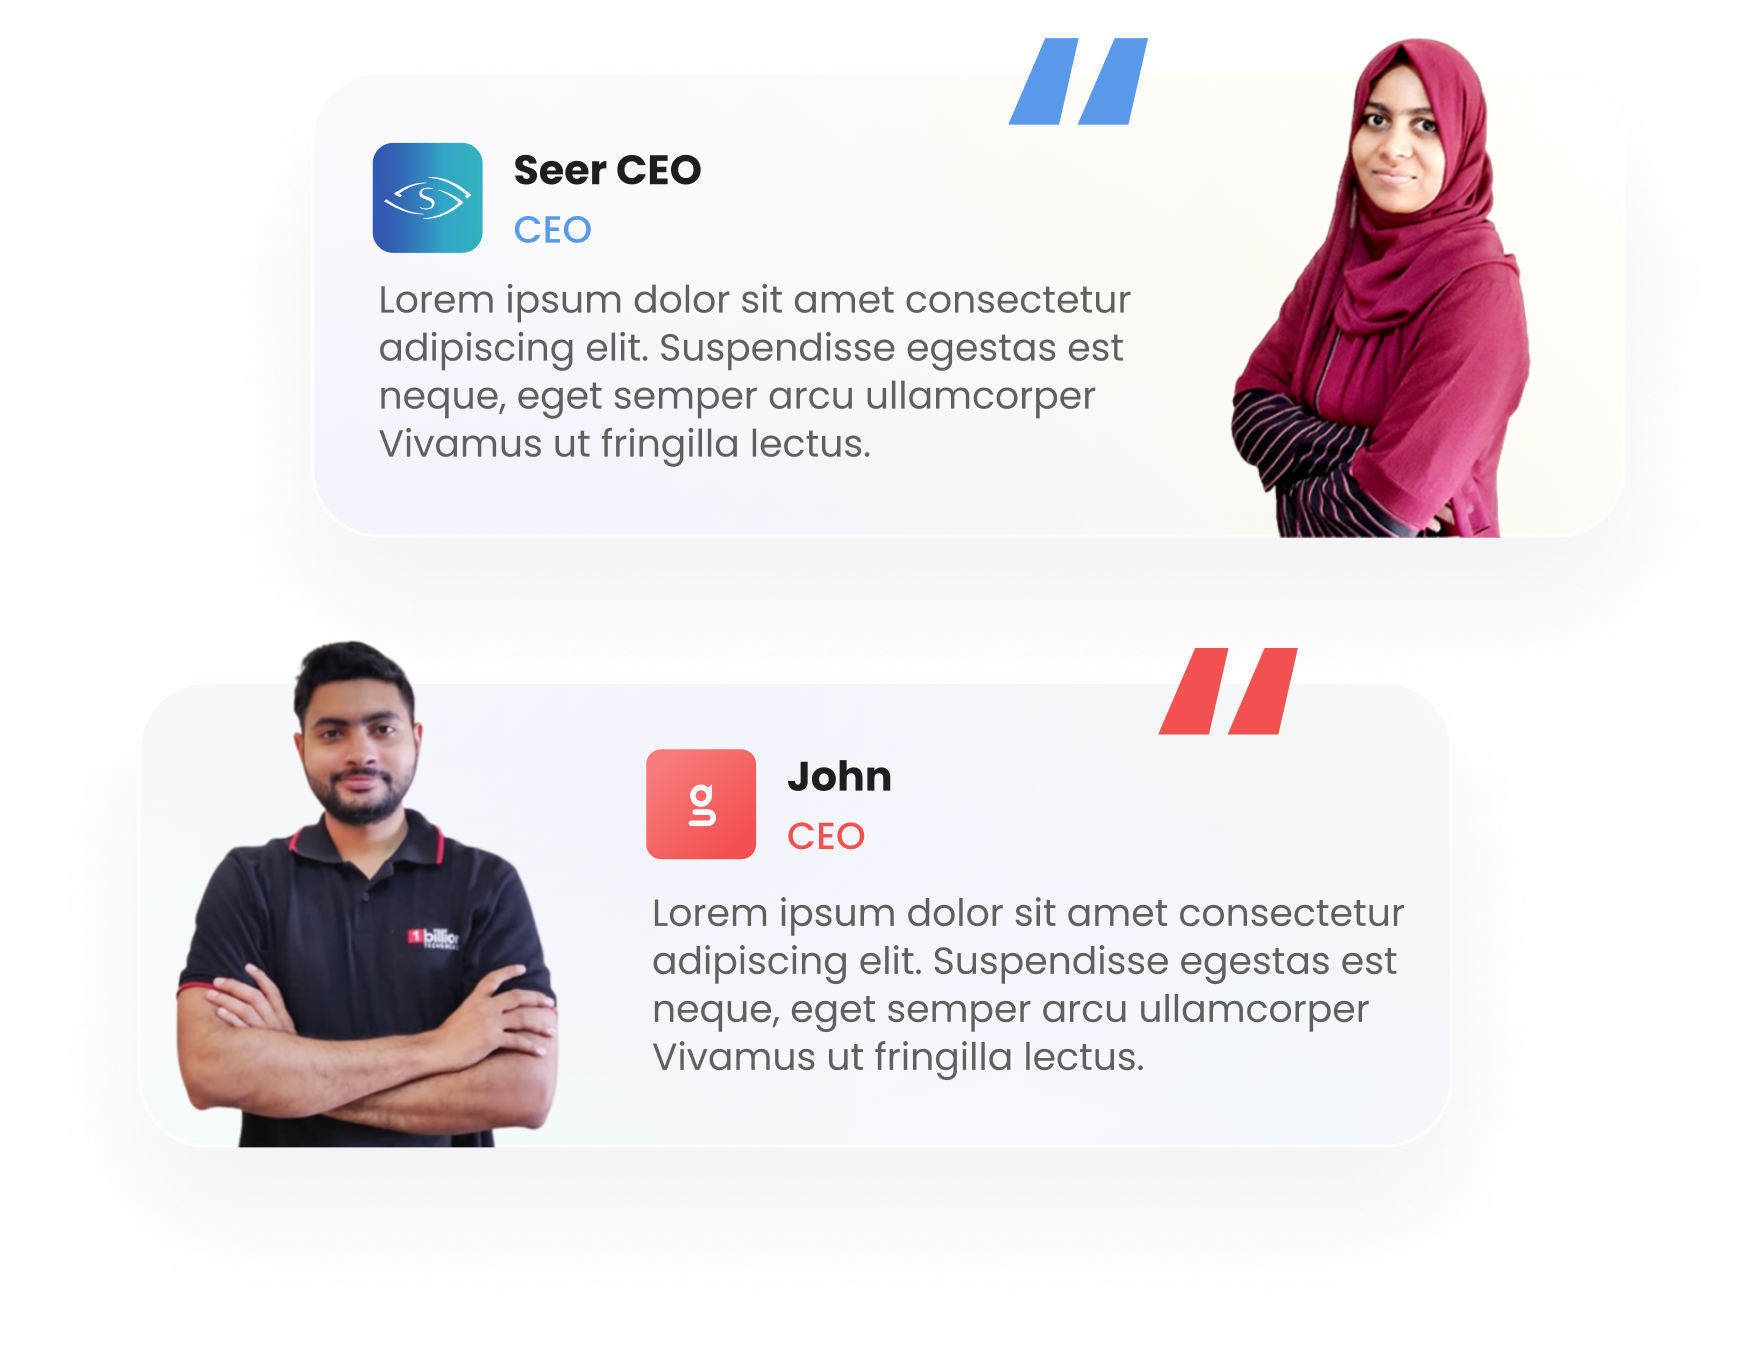 S
Seer CEO
CEO
Lorem ipsum dolor sit amet consectetur
adipiscing elit. Suspendisse egestas est
neque, eget semper arcu ullamcorper
Vivamus ut fringilla lectus.
g
John
CEO
Lorem ipsum dolor sit amet consectetur
adipiscing elit. Suspendisse egestas est
neque, eget semper arcu ullamcorper
Vivamus ut fringilla lectus.
1 billion